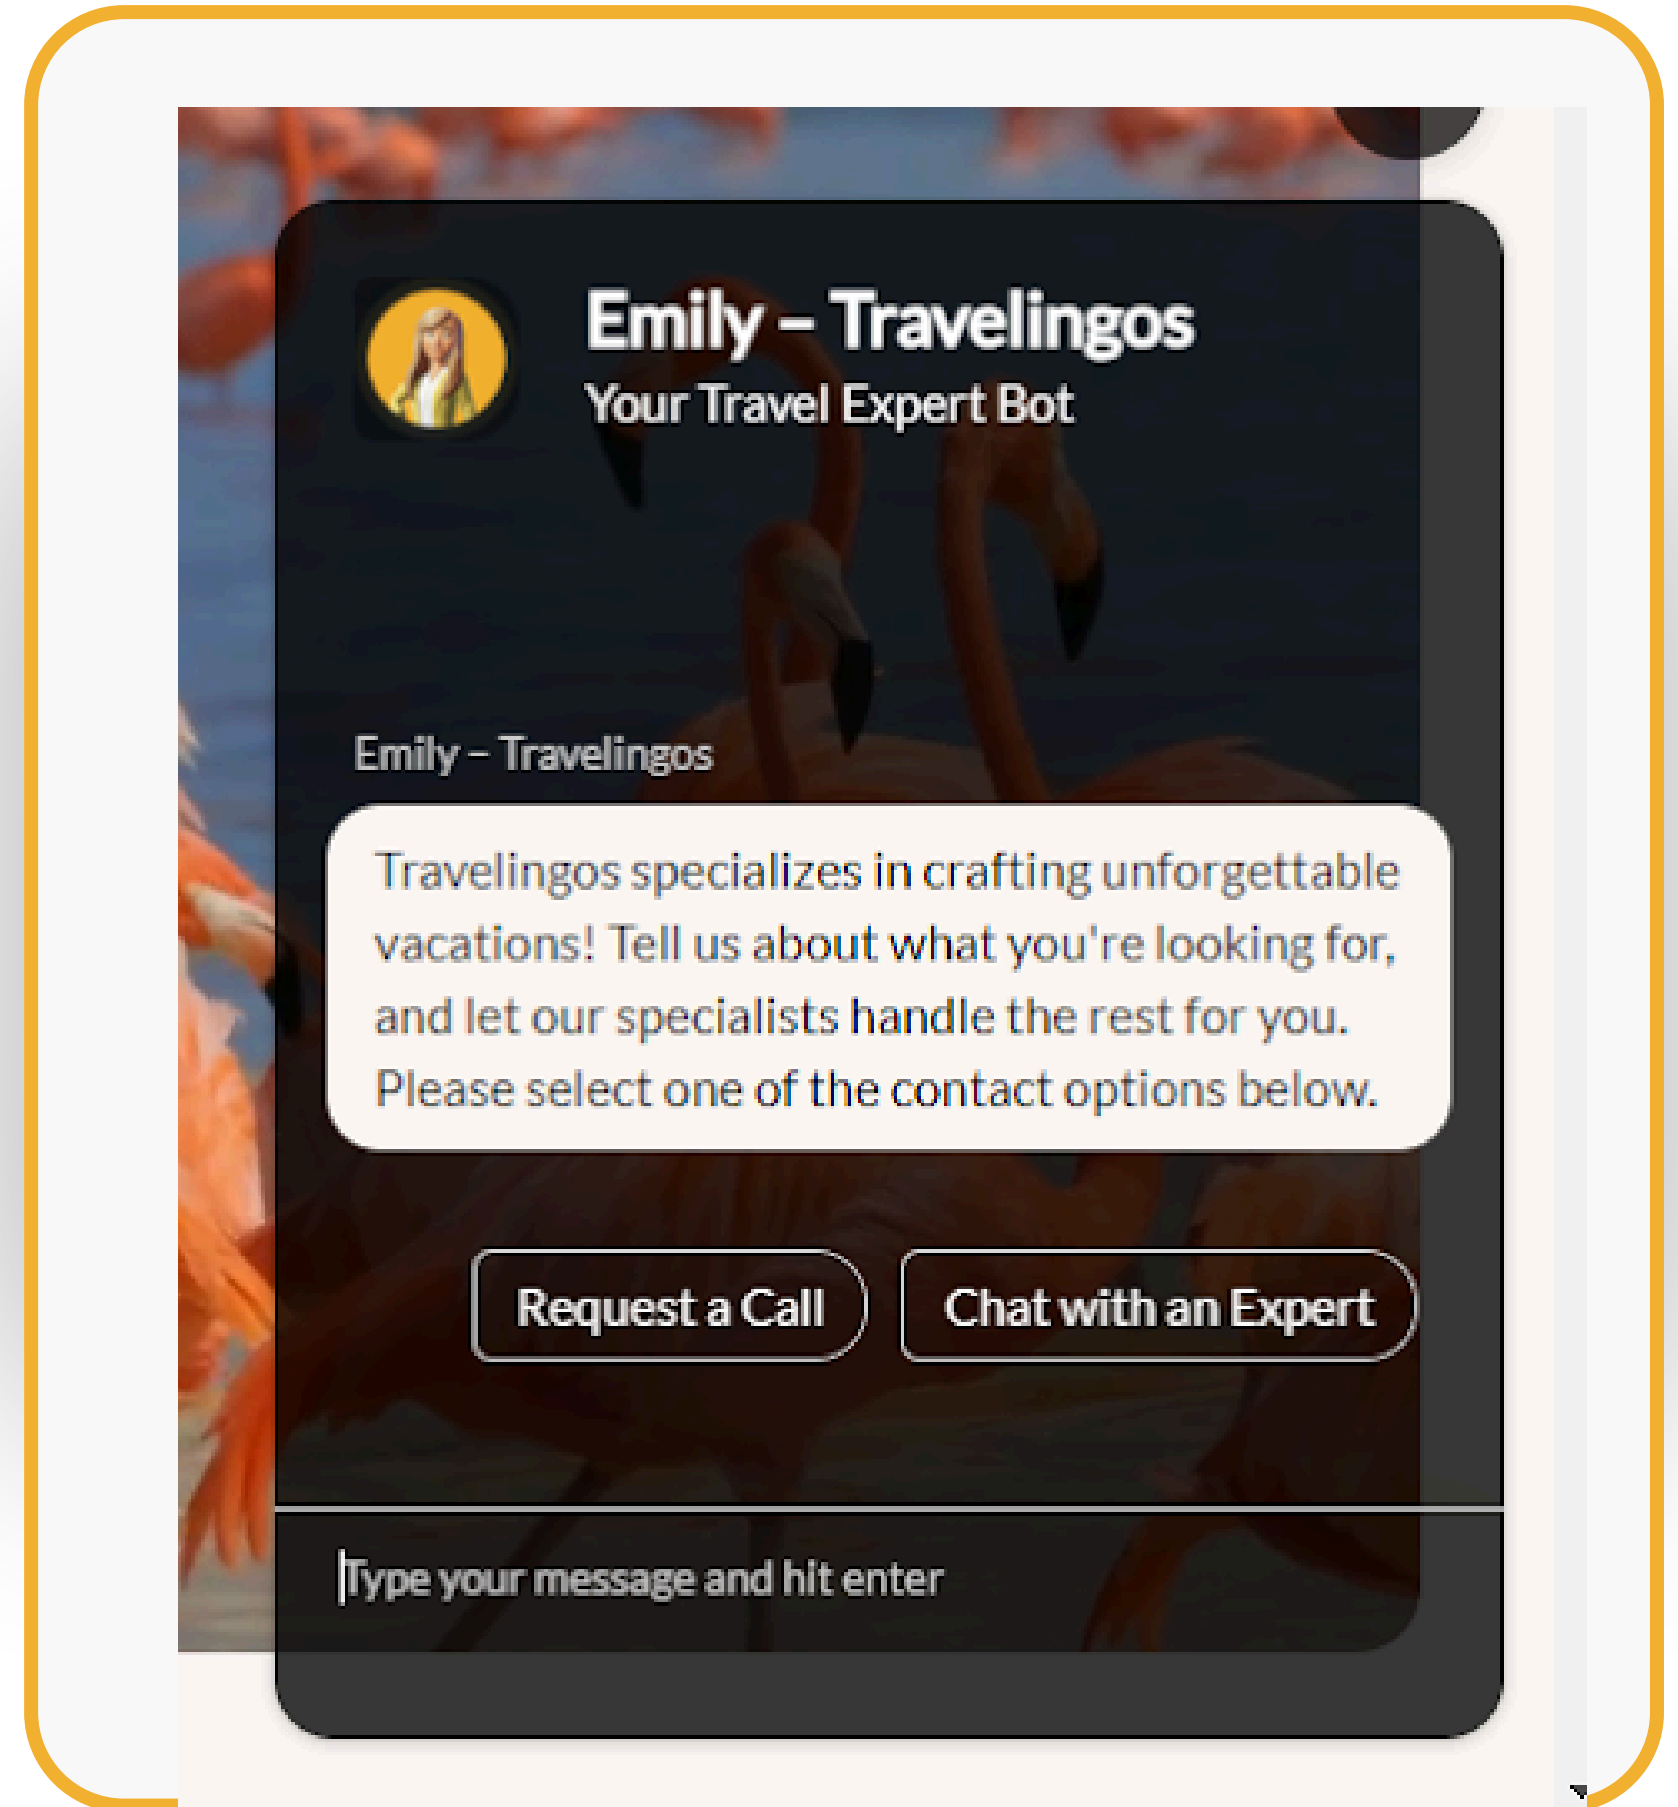 Emily – Travelingos
Your Travel Expert Bot
Emily – Travelingos
Travelingos specializes in crafting unforgettable
vacations! Tell us about what you're looking for,
and let our specialists handle the rest for you.
Please select one of the contact options below.
Request a Call
Chat with an Expert
Type your message and hit enter